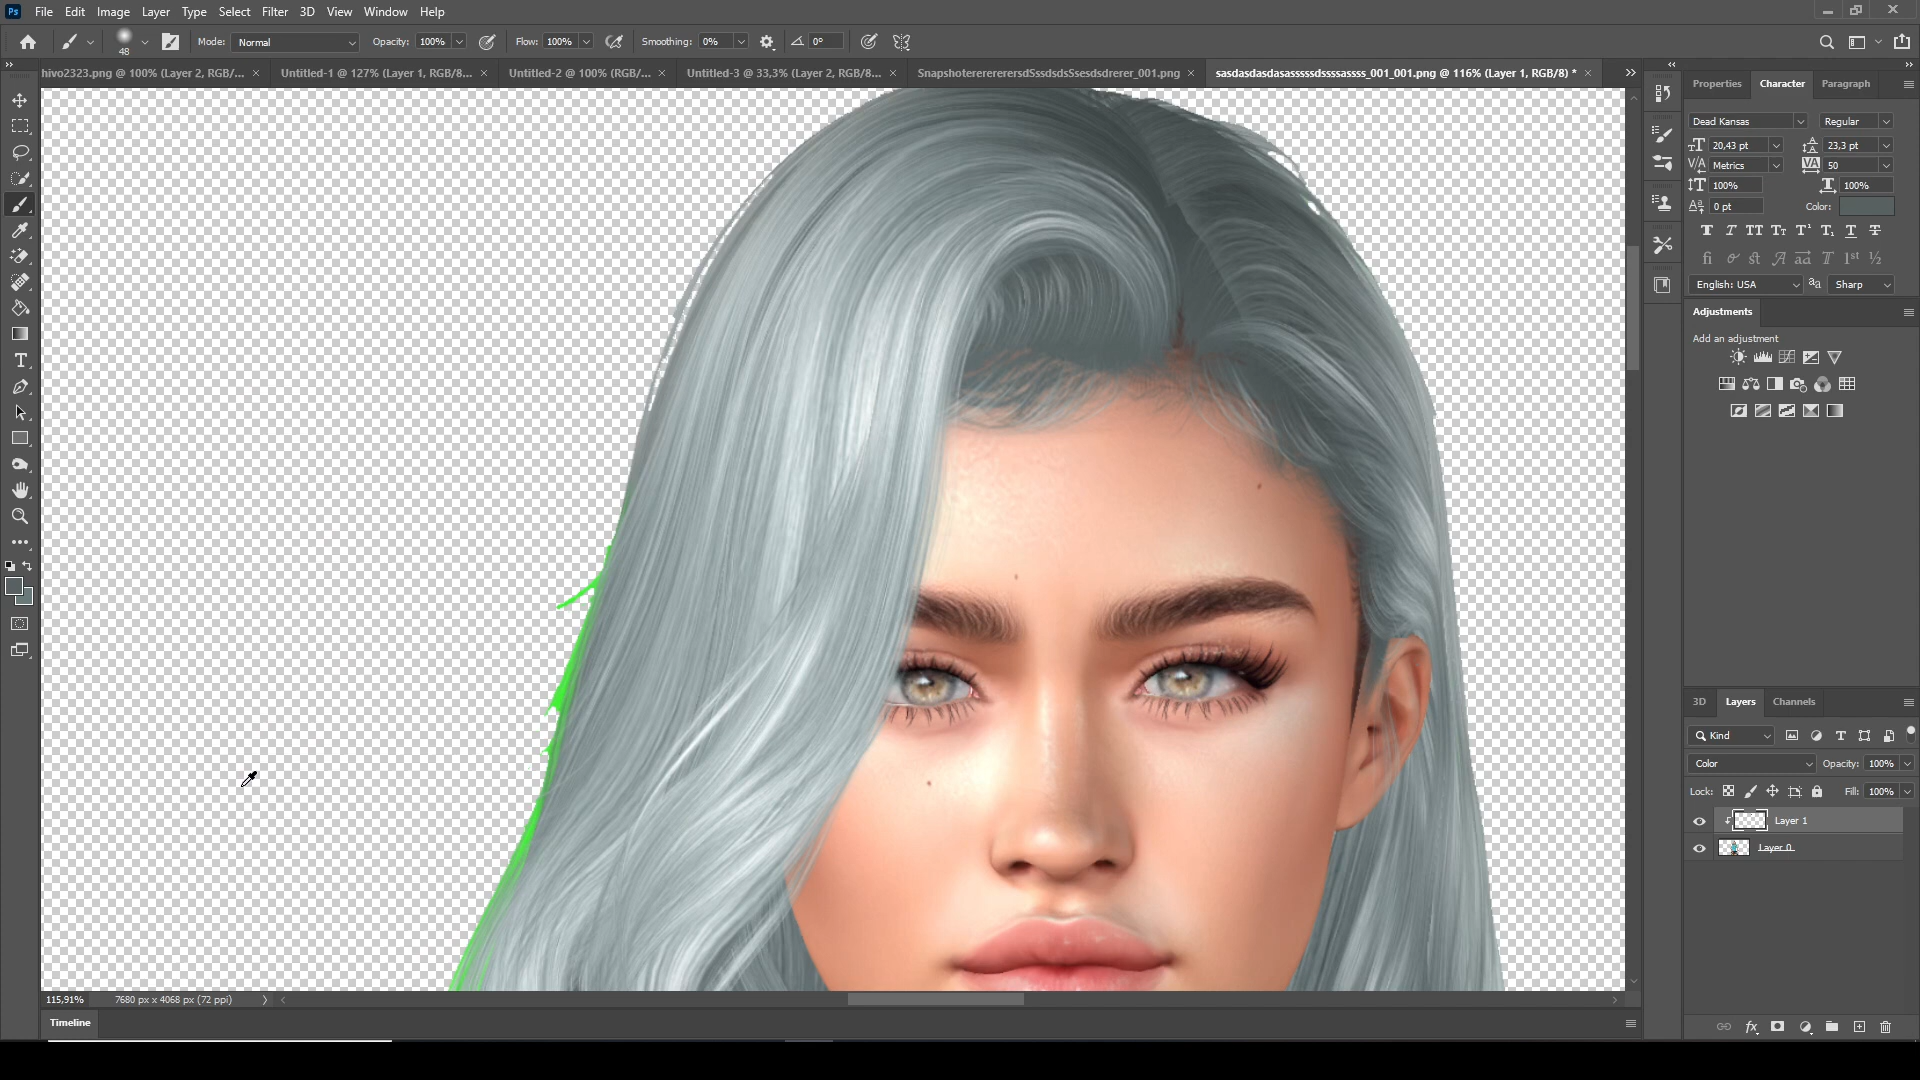 Ps File Edit Image Layer Type Select Filter 3D View Window Help
48 Mode: Normal Opacity: 100% Flow: 100% Smoothing: 0% 0°
hivo2323.png @ 100% (Layer 2, RGB/... × Untitled-1 @ 127% (Layer 1, RGB/8... × Untitled-2 @ 100% (RGB/... × Untitled-3 @ 33,3% (Layer 2, RGB/8... × sasdasdasdasasssssdssssassss_001_001.png @ 116% (Layer 1, RGB/8) * ×
Properties Character Paragraph
Dead Kansas Regular
20,43 pt 23,3 pt
Metrics 50
100% 100%
0 pt Color:
English: USA aa Sharp
Adjustments
Add an adjustment
3D Layers Channels
Kind
Color Opacity: 100%
Lock: Fill: 100%
Layer 1
Layer 0
115,91% 7680 px x 4068 px (72 ppi)
Timeline